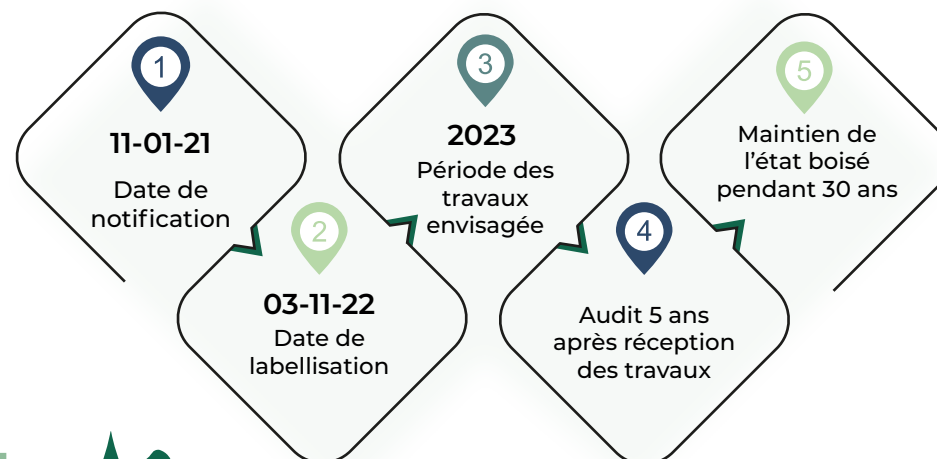 1
11-01-21
Date de
notification
2
03-11-22
Date de
labellisation
3
2023
Période des
travaux
envisagée
4
Audit 5 ans
après réception
des travaux
5
Maintien de
l'état boisé
pendant 30 ans